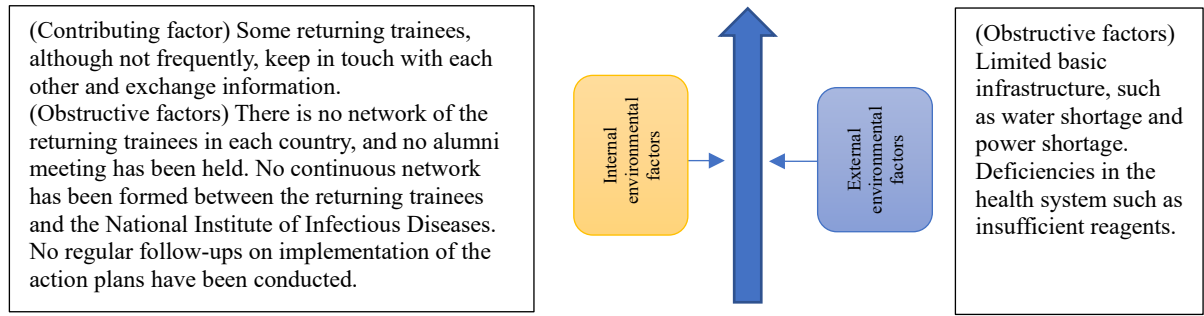 (Contributing factor) Some returning trainees,
although not frequently, keep in touch with each
other and exchange information.
(Obstructive factors) There is no network of the
returning trainees in each country, and no alumni
meeting has been held. No continuous network
has been formed between the returning trainees
and the National Institute of Infectious Diseases.
No regular follow-ups on implementation of the
action plans have been conducted.
Internal
environmental
factors
External
environmental
factors
(Obstructive factors)
Limited basic
infrastructure, such
as water shortage and
power shortage.
Deficiencies in the
health system such as
insufficient reagents.